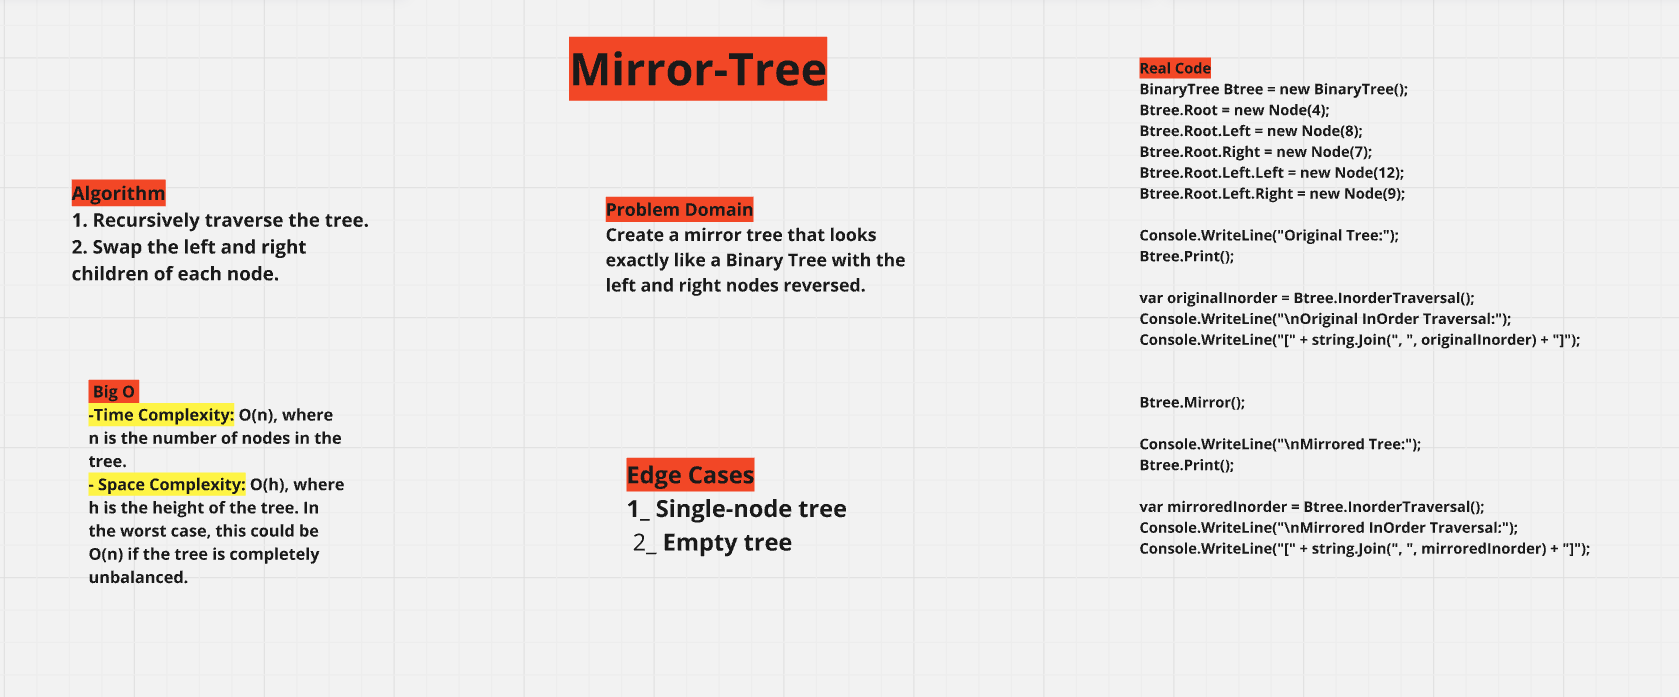 Mirror-Tree
Algorithm
1. Recursively traverse the tree.
2. Swap the left and right
children of each node.
Big O
-Time Complexity: O(n), where
n is the number of nodes in the
tree.
- Space Complexity: O(h), where
h is the height of the tree. In
the worst case, this could be
O(n) if the tree is completely
unbalanced.
Problem Domain
Create a mirror tree that looks
exactly like a Binary Tree with the
left and right nodes reversed.
Edge Cases
1_ Single-node tree
2_ Empty tree
Real Code
BinaryTree Btree = new BinaryTree();
Btree.Root = new Node(4);
Btree.Root.Left = new Node(8);
Btree.Root.Right = new Node(7);
Btree.Root.Left.Left = new Node(12);
Btree.Root.Left.Right = new Node(9);
Console.WriteLine("Original Tree:");
Btree.Print();
var originalInorder = Btree.InorderTraversal();
Console.WriteLine("\nOriginal InOrder Traversal:");
Console.WriteLine("[" + string.Join(", ", originalInorder) + "]");
Btree.Mirror();
Console.WriteLine("\nMirrored Tree:");
Btree.Print();
var mirroredInorder = Btree.InorderTraversal();
Console.WriteLine("\nMirrored InOrder Traversal:");
Console.WriteLine("[" + string.Join(", ", mirroredInorder) + "]");